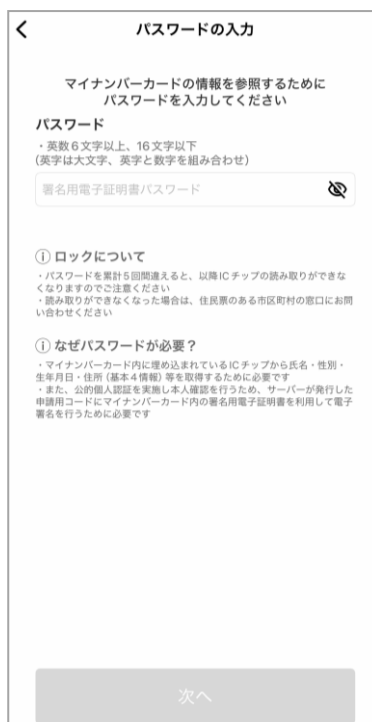 パスワードの入力
マイナンバーカードの情報を参照するために
パスワードを入力してください
パスワード
・英数6文字以上、16文字以下
(英字は大文字、英字と数字を組み合わせ)
署名用電子証明書パスワード
ⓘ ロックについて
・パスワードを累計5回間違えると、以降ICチップの読み取りができな
くなりますのでご注意ください
・読み取りができなくなった場合は、住民票のある市区町村の窓口にお問
い合わせください
ⓘ なぜパスワードが必要？
・マイナンバーカード内に埋め込まれているICチップから氏名・性別・
生年月日・住所(基本4情報)等を取得するために必要です
・また、公的個人認証を実施し本人確認を行うため、サーバーが発行した
申請用コードにマイナンバーカード内の署名用電子証明書を利用して電子
署名を行うために必要です
次へ